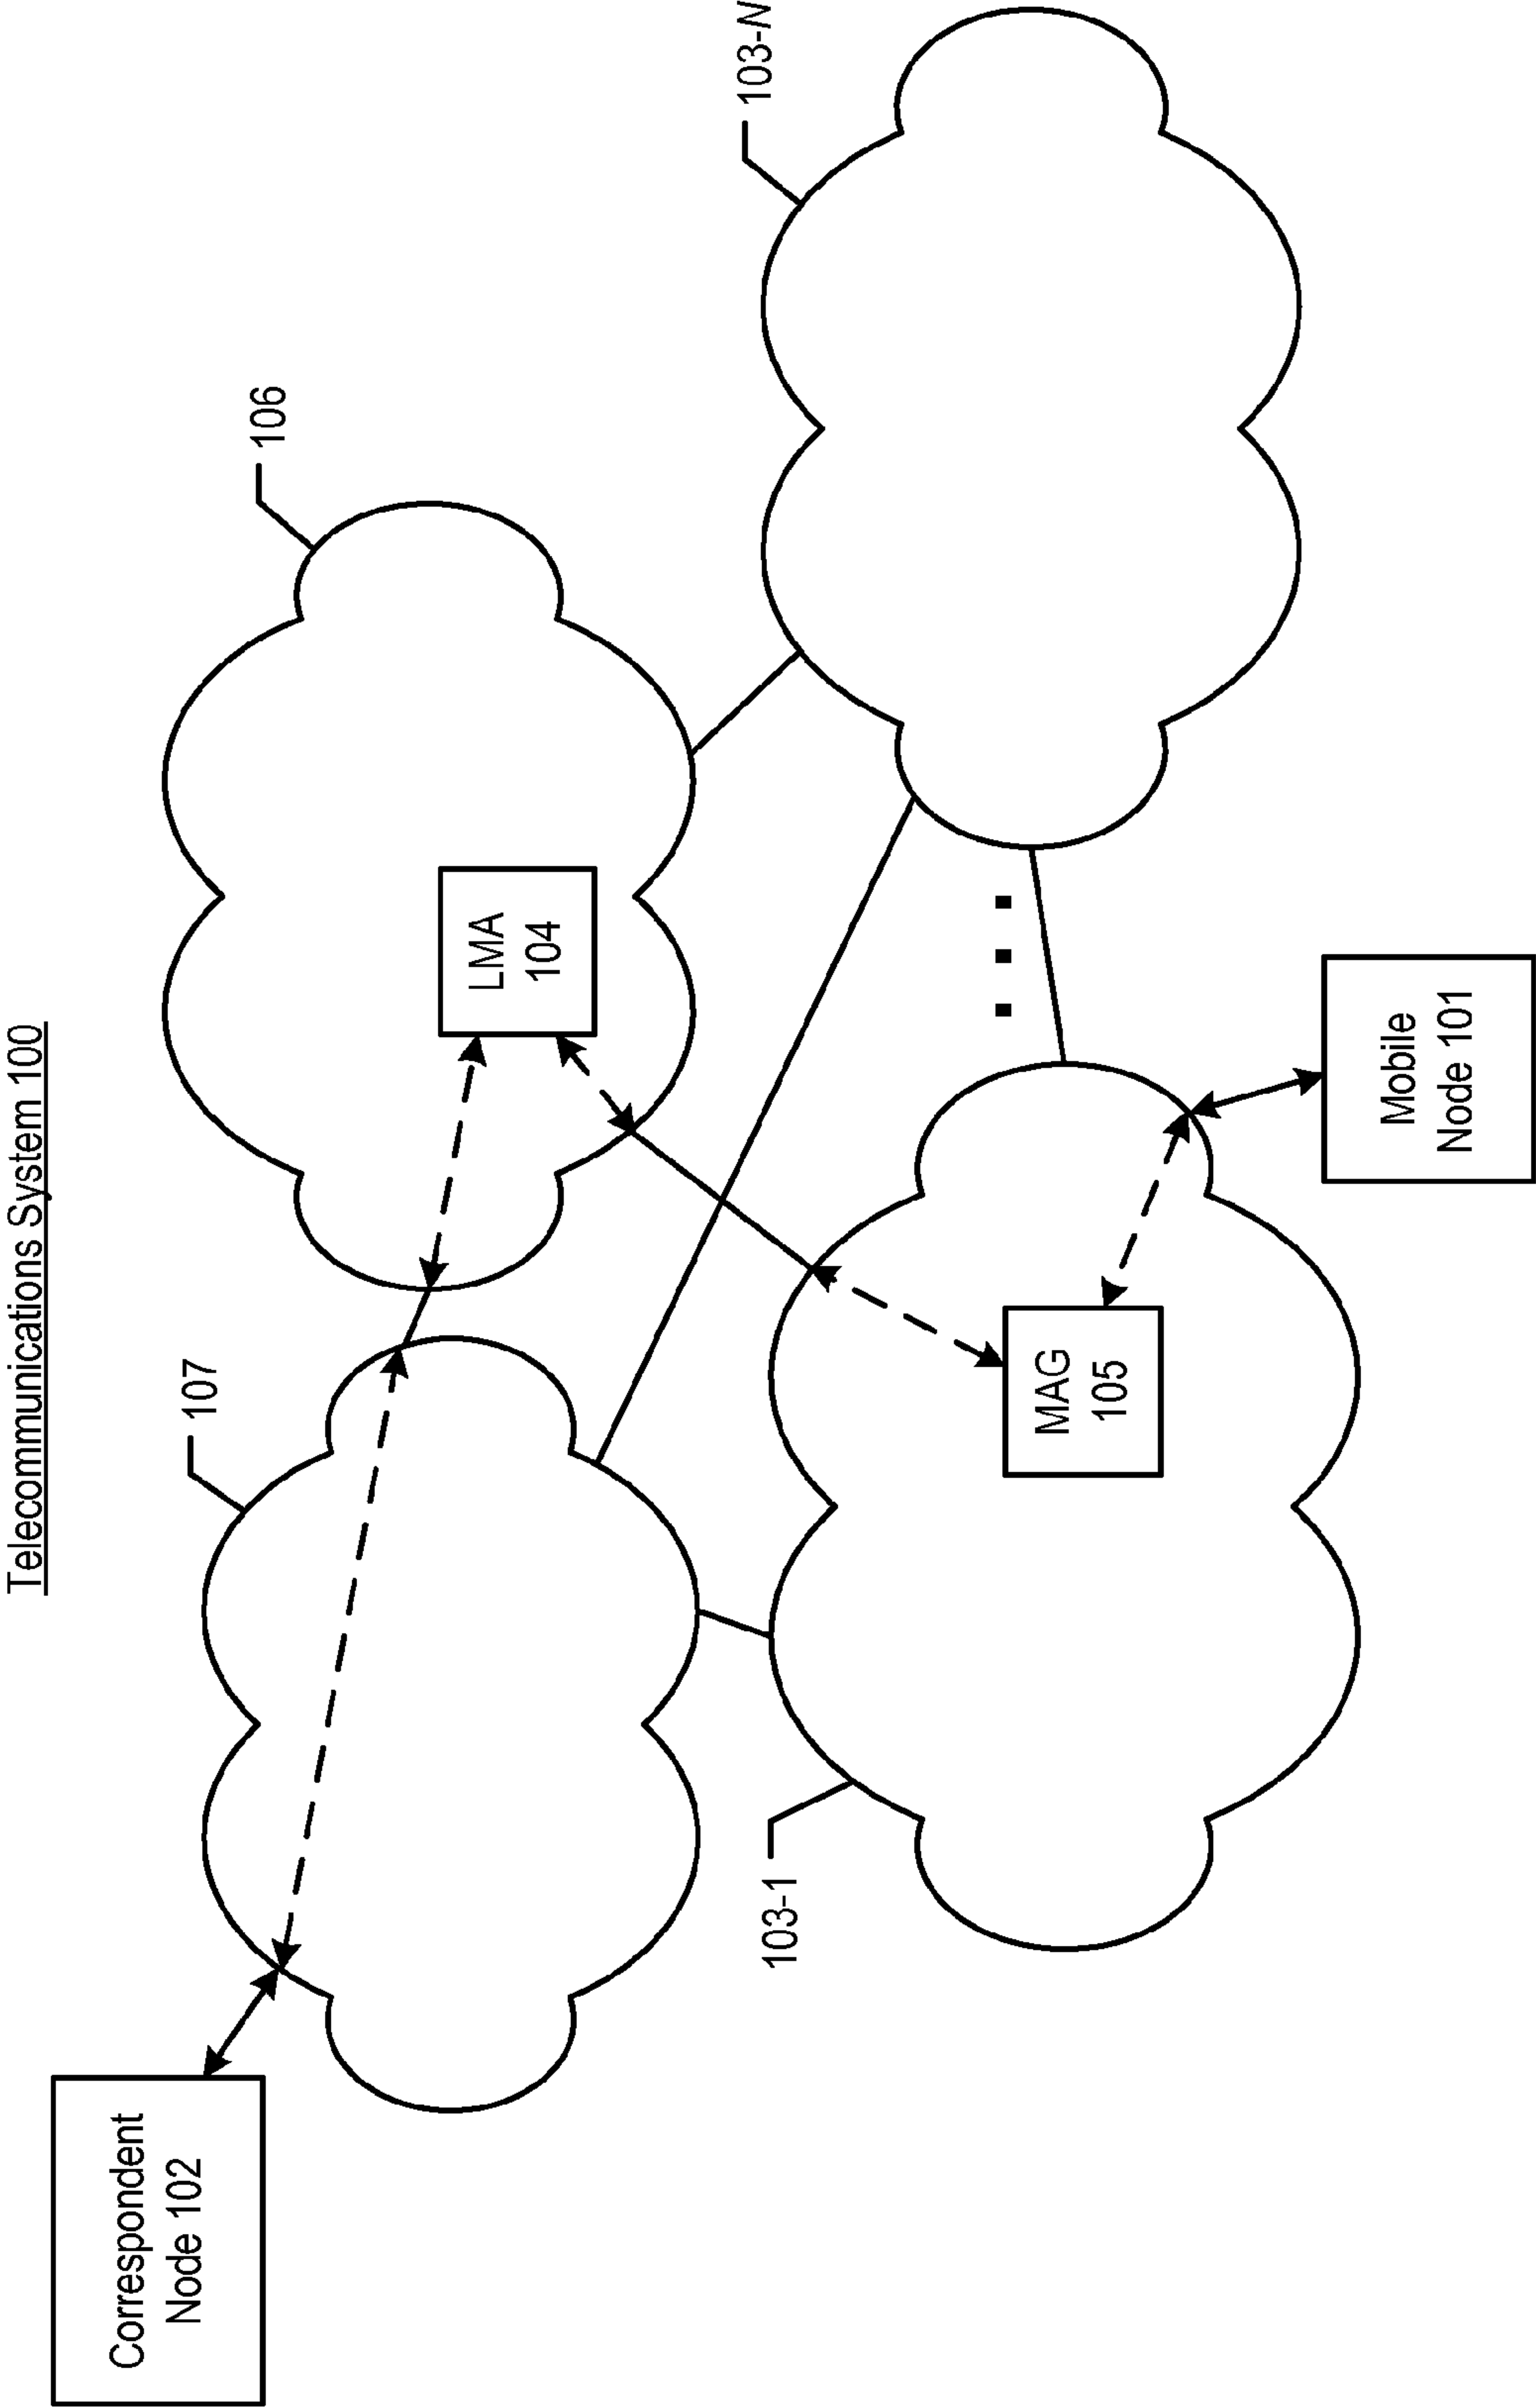 Telecommunications System 100
Correspondent
Node 102
107
106
LMA
104
103-1
103-N
MAG
105
Mobile
Node 101